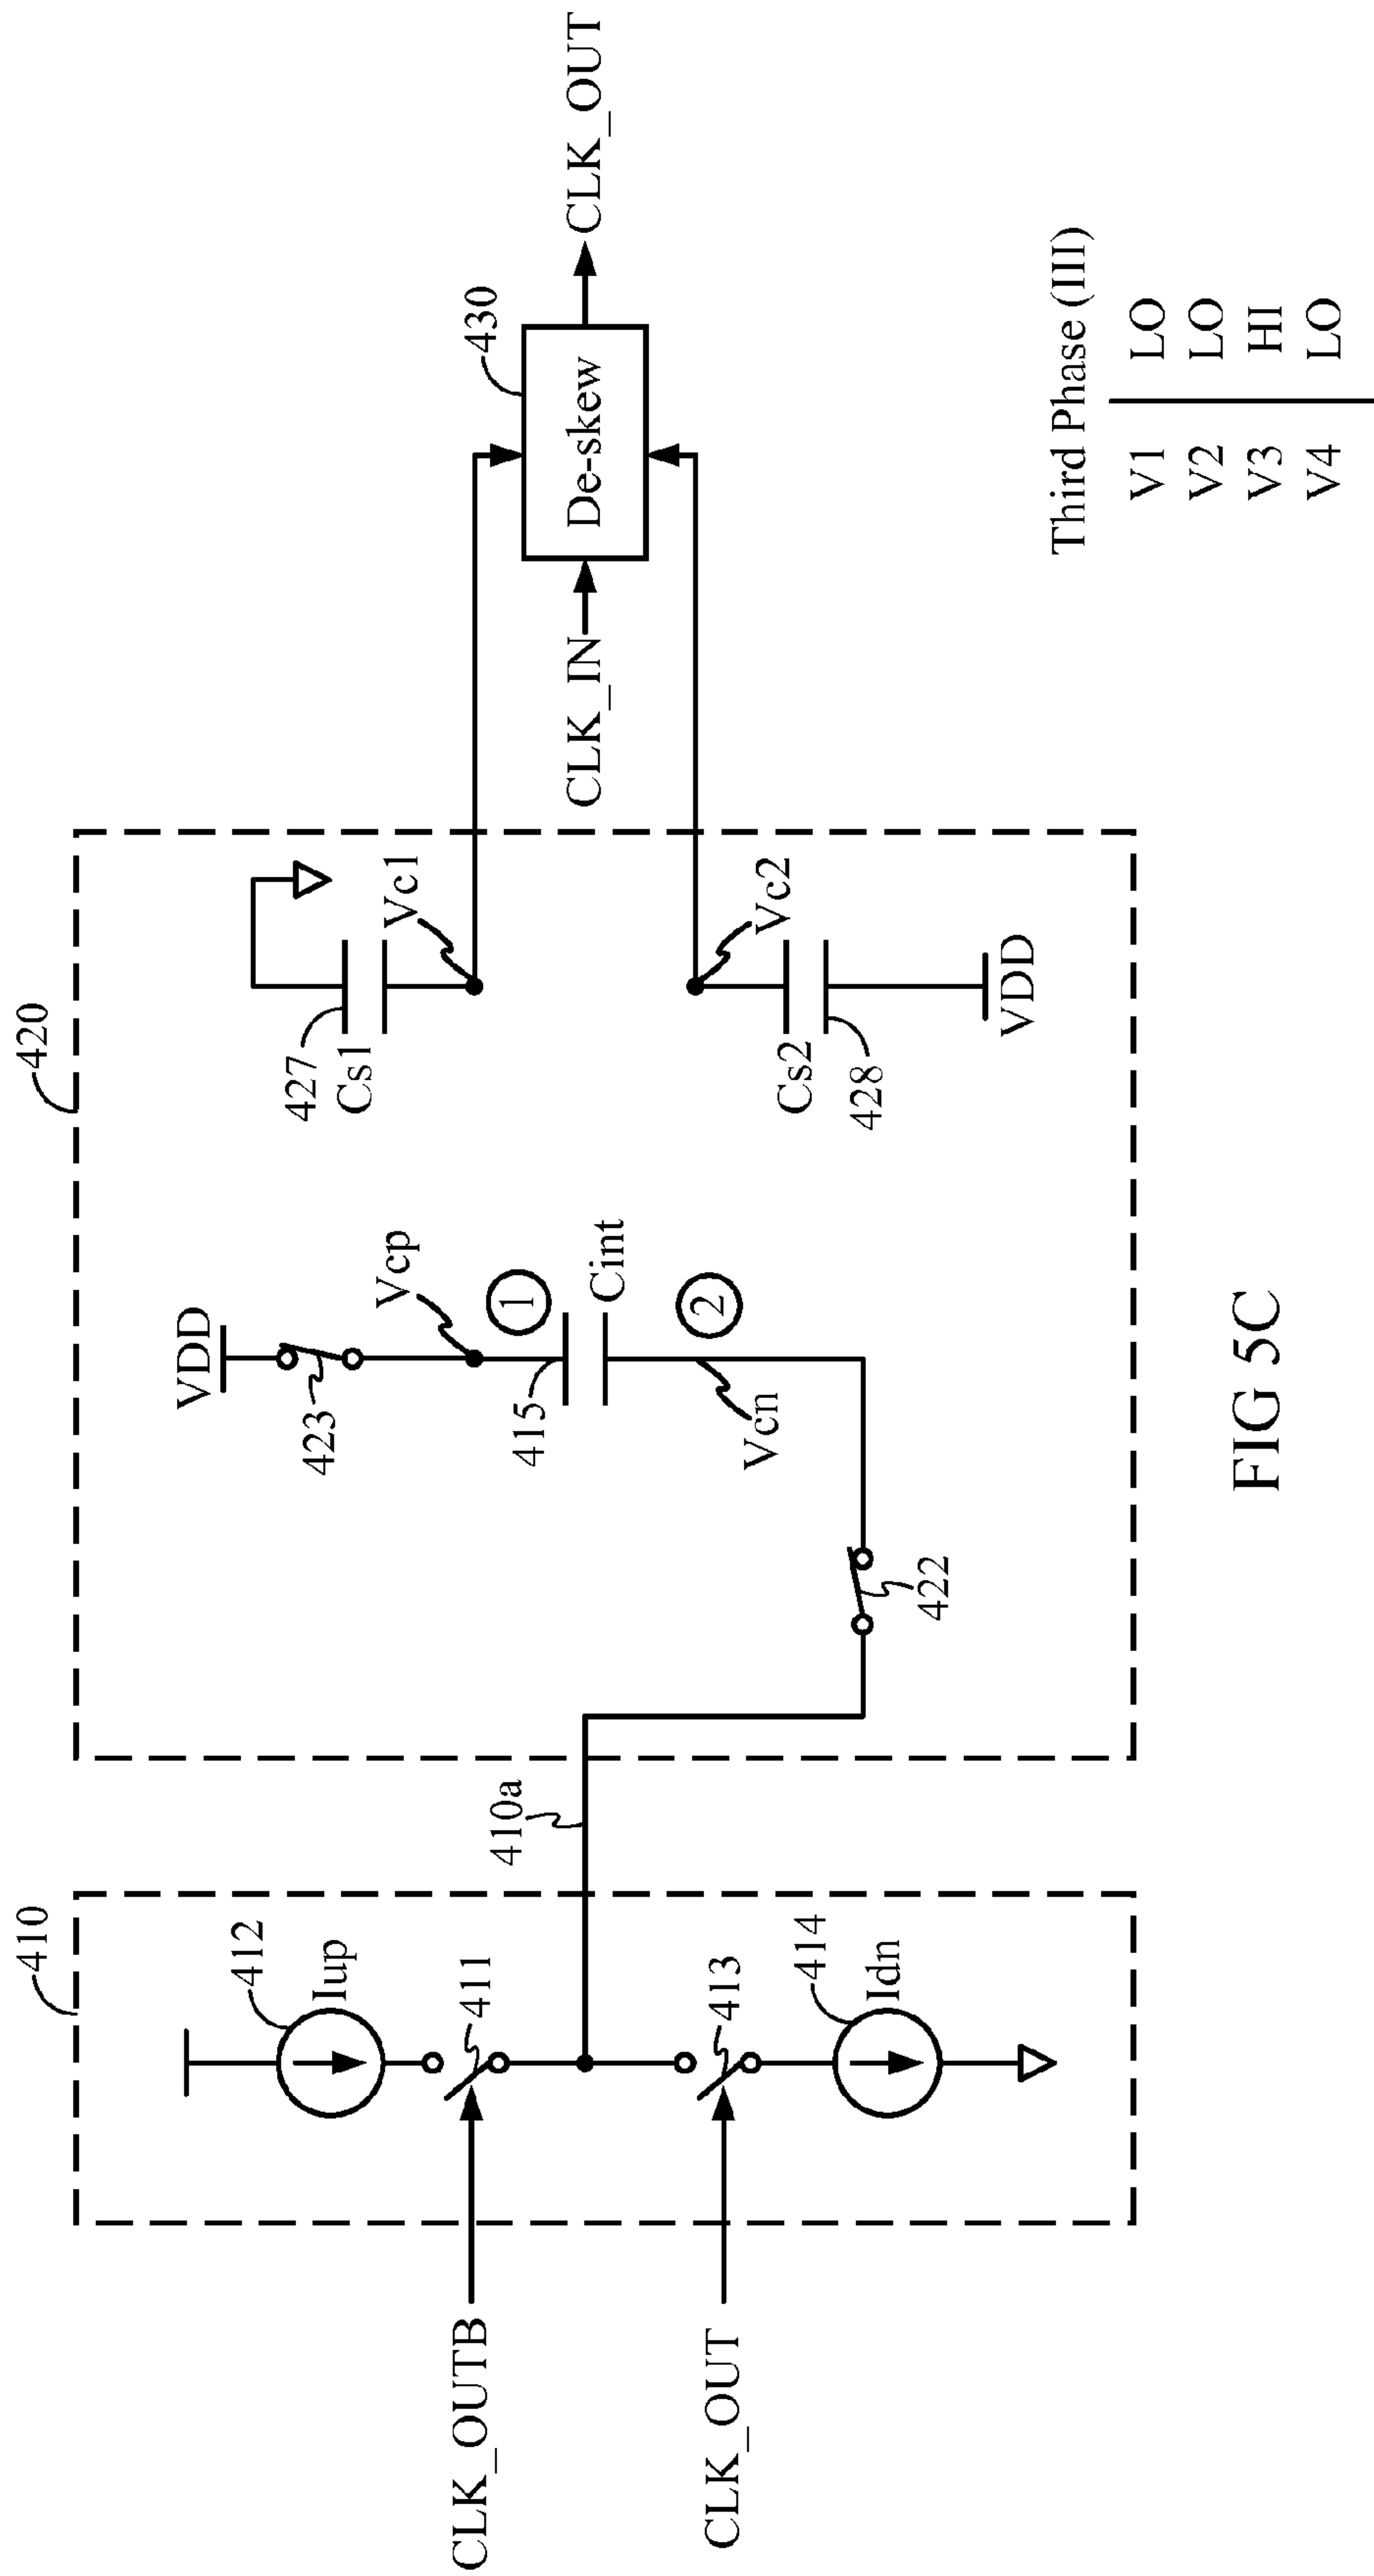 410
420
412
Iup
411
413
414
Idn
CLK_OUTB
CLK_OUT
410a
VDD
423
Vcp
1
415
Cint
2
Vcn
422
427
Cs1
Vc1
Vc2
Cs2
428
VDD
430
De-skew
CLK_IN
CLK_OUT
Third Phase (III)
V1 LO
V2 LO
V3 HI
V4 LO
FIG 5C